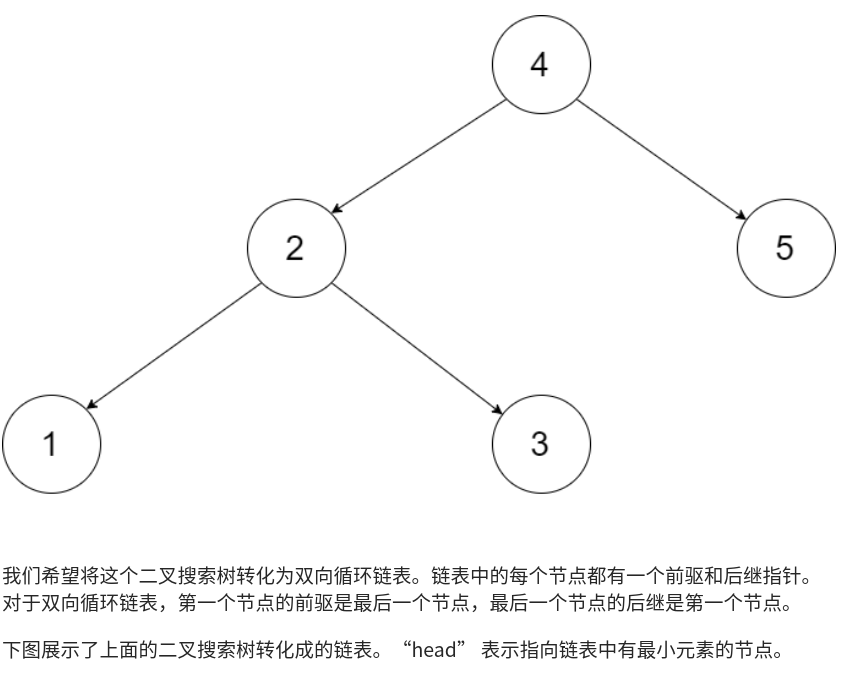 4
2
5
1
3
我们希望将这个二叉搜索树转化为双向循环链表。链表中的每个节点都有一个前驱和后继指针。
对于双向循环链表，第一个节点的前驱是最后一个节点，最后一个节点的后继是第一个节点。
下图展示了上面的二叉搜索树转化成的链表。“head” 表示指向链表中有最小元素的节点。